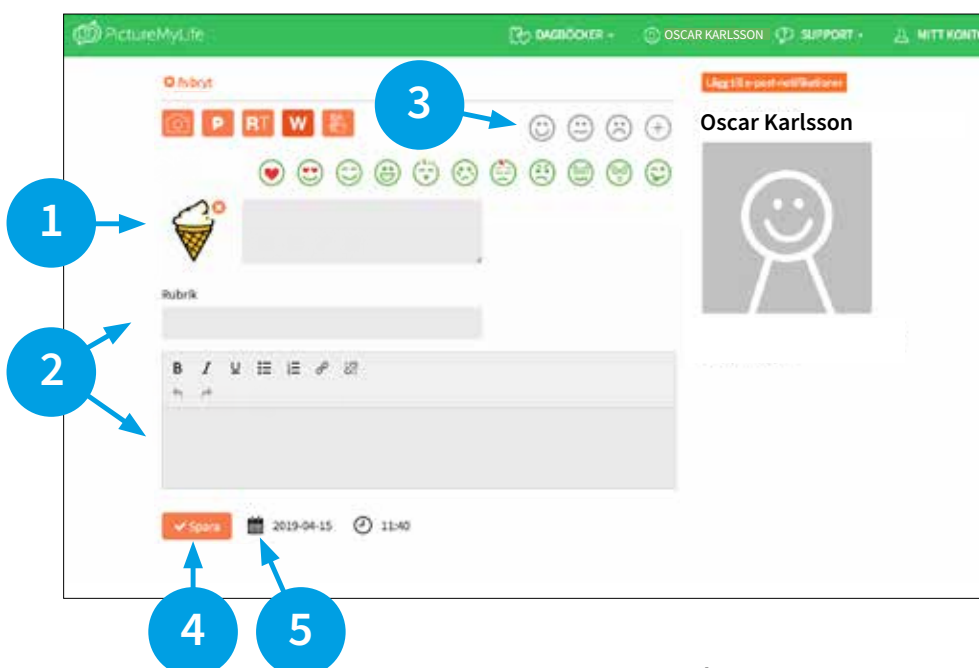 PictureMyLife
DAGBÖCKER
OSCAR KARLSSON
SUPPORT
MITT KONTO
Avbryt
Lägg till e-post-notifikationer
P
RT
W
3
Oscar Karlsson
1
Rubrik
2
B I U
Spara
2019-04-15
11:40
4
5